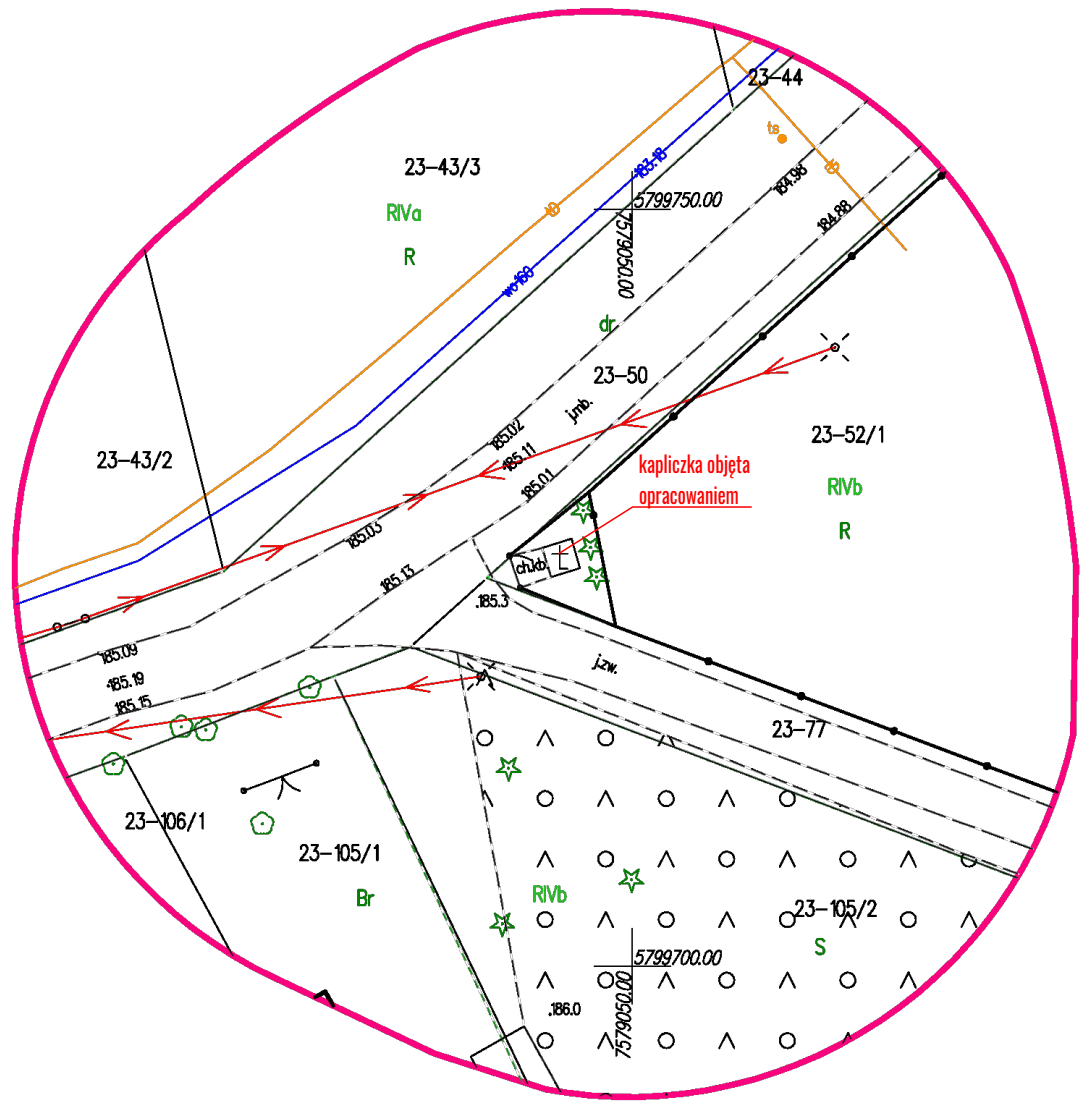 23-44
ts
23-43/3
183.18
184.98
5799750.00
RIVa
184.88
7579050.00
R
wo160
dr
23-50
j.mb.
185.02
23-52/1
185.11
23-43/2
kapliczka objęta
185.01
RIVb
opracowaniem
185.03
R
ch.kb.
185.13
.185.3
185.09
j.zw.
185.19
185.15
23-77
23-106/1
23-105/1
RIVb
Br
23-105/2
S
5799700.00
.186.0
7579050.00